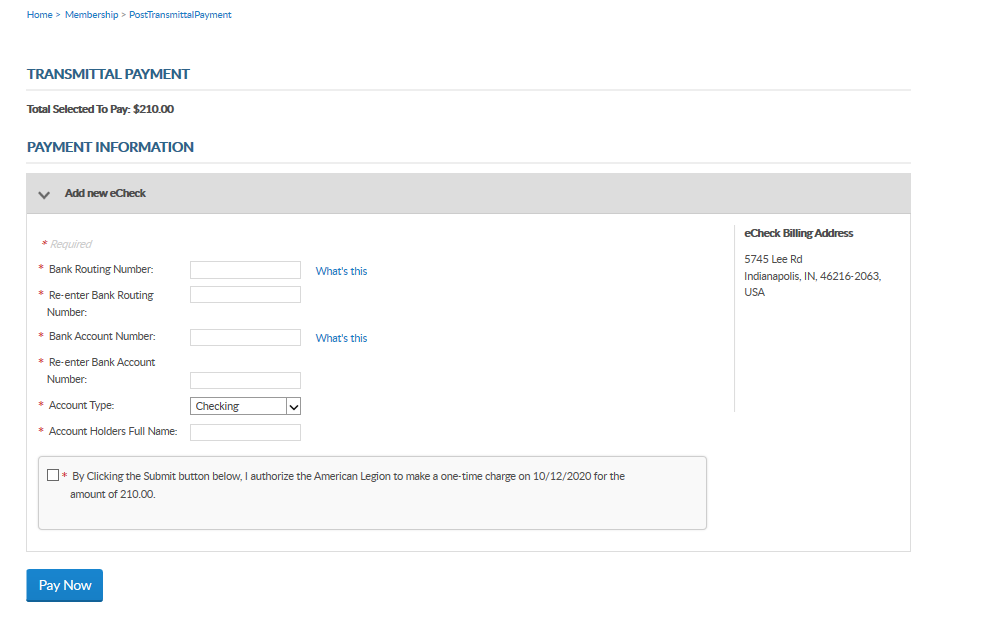 Home > Membership > PostTransmittalPayment
TRANSMITTAL PAYMENT
Total Selected To Pay: $210.00
PAYMENT INFORMATION
Add new eCheck
* Required
* Bank Routing Number:
What's this
* Re-enter Bank Routing
Number:
* Bank Account Number:
What's this
* Re-enter Bank Account
Number:
* Account Type:
Checking
* Account Holders Full Name:
* By Clicking the Submit button below, I authorize the American Legion to make a one-time charge on 10/12/2020 for the
amount of 210.00.
eCheck Billing Address
5745 Lee Rd
Indianapolis, IN, 46216-2063,
USA
Pay Now